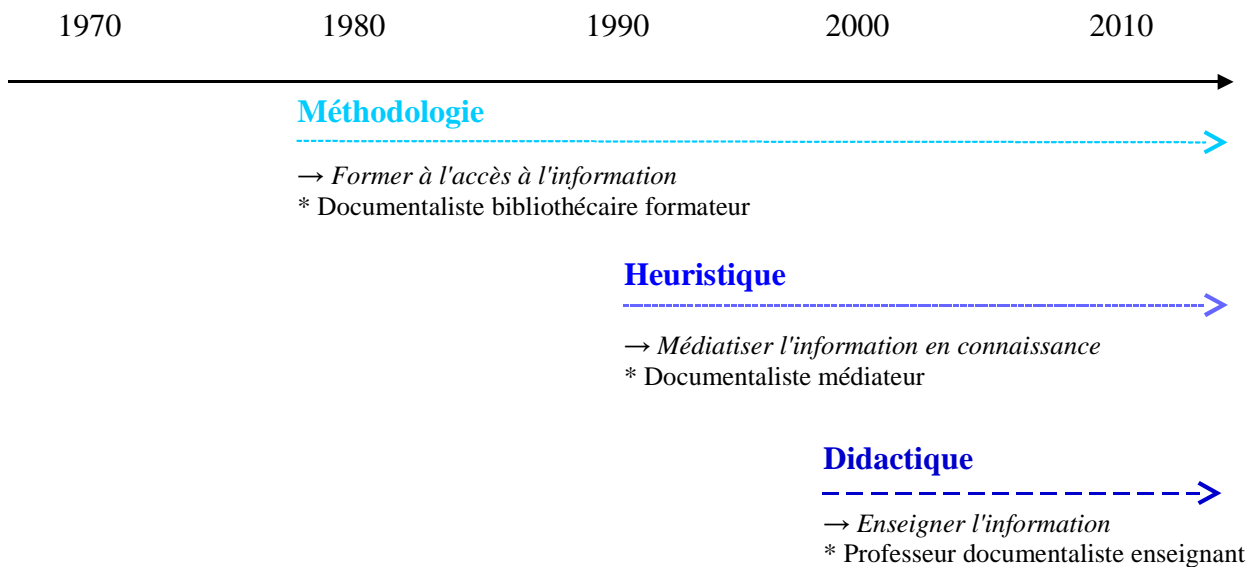 1970 1980 1990 2000 2010
Méthodologie
→ Former à l'accès à l'information
* Documentaliste bibliothécaire formateur
Heuristique
→ Médiatiser l'information en connaissance
* Documentaliste médiateur
Didactique
→ Enseigner l'information
* Professeur documentaliste enseignant